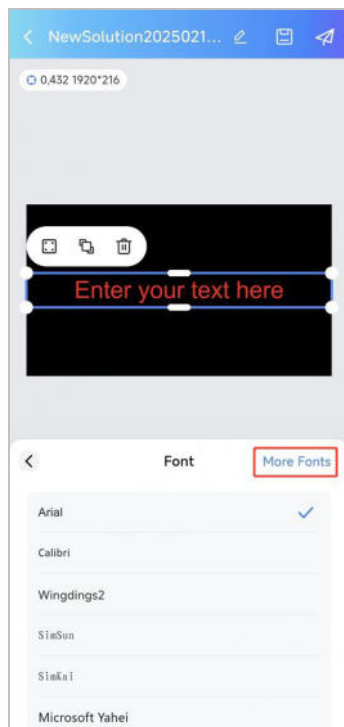 NewSolution2025021...
0,432 1920*216
Enter your text here
Font
More Fonts
Arial
Calibri
Wingdings2
SimSun
SimKaI
Microsoft Yahei